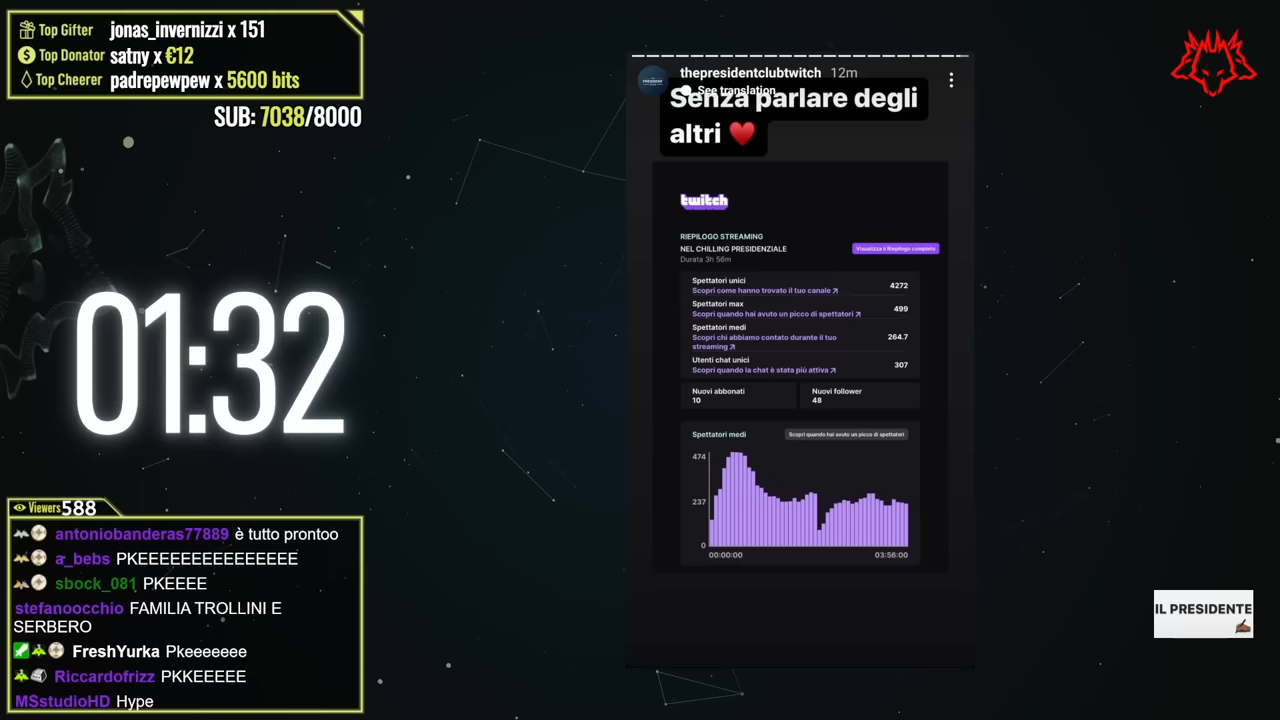 Top Gifter jonas_invernizzi x 151
Top Donator satny x €12
Top Cheerer padrepewpew x 5600 bits
SUB: 7038/8000
01:32
Viewers 588
antoniobanderas77889 è tutto prontoo
a_bebs PKEEEEEEEEEEEEEEE
sbock_081 PKEEEE
stefanoocchio FAMILIA TROLLINI E
SERBERO
FreshYurka Pkeeeeeee
Riccardofrizz PKKEEEEE
MSstudioHD Hype
thepresidentclubtwitch 12m
See translation
Senza parlare degli
altri ❤️
twitch
RIEPILOGO STREAMING
NEL CHILLING PRESIDENZIALE
Visualizza il Riepilogo completo
Durata 3h 56m
Spettatori unici
Scopri come hanno trovato il tuo canale ↗
4272
Spettatori max
Scopri quando hai avuto un picco di spettatori ↗
499
Spettatori medi
Scopri chi abbiamo contato durante il tuo
streaming ↗
264.7
Utenti chat unici
Scopri quando la chat è stata più attiva ↗
307
Nuovi abbonati
10
Nuovi follower
48
Spettatori medi
Scopri quando hai avuto un picco di spettatori
474
237
0
00:00:00 03:56:00
IL PRESIDENTE